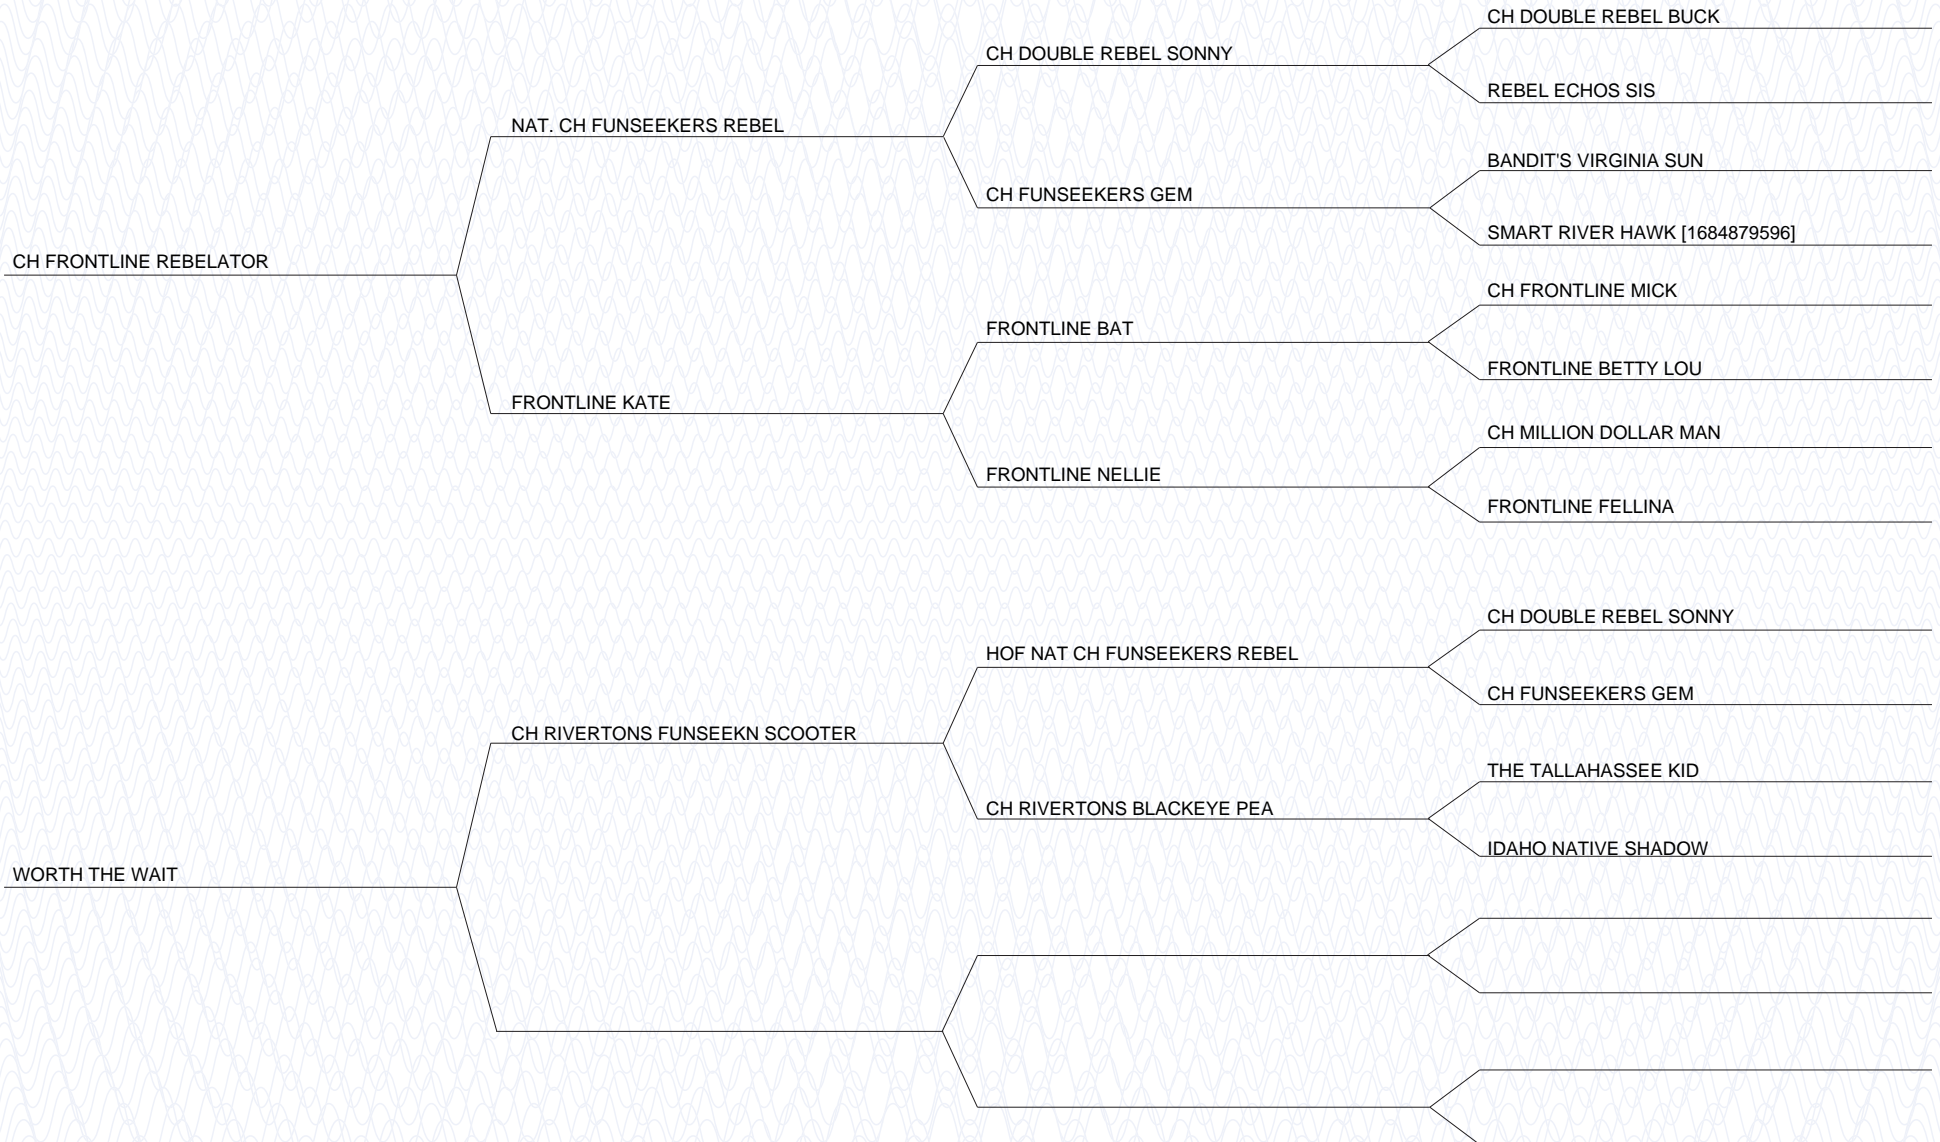 CH DOUBLE REBEL BUCK
CH DOUBLE REBEL SONNY
REBEL ECHOS SIS
NAT. CH FUNSEEKERS REBEL
BANDIT'S VIRGINIA SUN
CH FUNSEEKERS GEM
SMART RIVER HAWK [1684879596]
CH FRONTLINE REBELATOR
CH FRONTLINE MICK
FRONTLINE BAT
FRONTLINE BETTY LOU
FRONTLINE KATE
CH MILLION DOLLAR MAN
FRONTLINE NELLIE
FRONTLINE FELLINA
CH DOUBLE REBEL SONNY
HOF NAT CH FUNSEEKERS REBEL
CH FUNSEEKERS GEM
CH RIVERTONS FUNSEEKN SCOOTER
THE TALLAHASSEE KID
CH RIVERTONS BLACKEYE PEA
IDAHO NATIVE SHADOW
WORTH THE WAIT